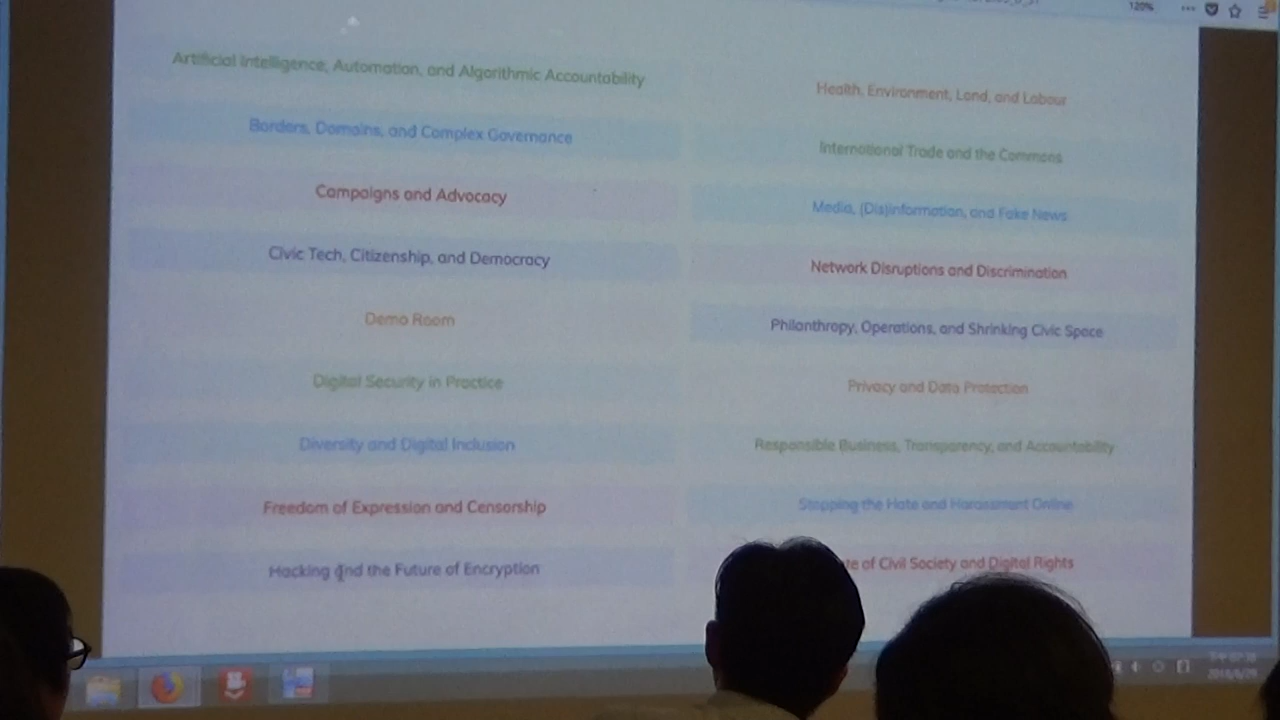 120%
Artificial Intelligence, Automation, and Algorithmic Accountability
Borders, Domains, and Complex Governance
Campaigns and Advocacy
Civic Tech, Citizenship, and Democracy
Demo Room
Digital Security in Practice
Diversity and Digital Inclusion
Freedom of Expression and Censorship
Hacking and the Future of Encryption
Health, Environment, Land, and Labour
International Trade and the Commons
Media, (Dis)information, and Fake News
Network Disruptions and Discrimination
Philanthropy, Operations, and Shrinking Civic Space
Privacy and Data Protection
Responsible Business, Transparency, and Accountability
Stopping the Hate and Harassment Online
of Civil Society and Digital Rights